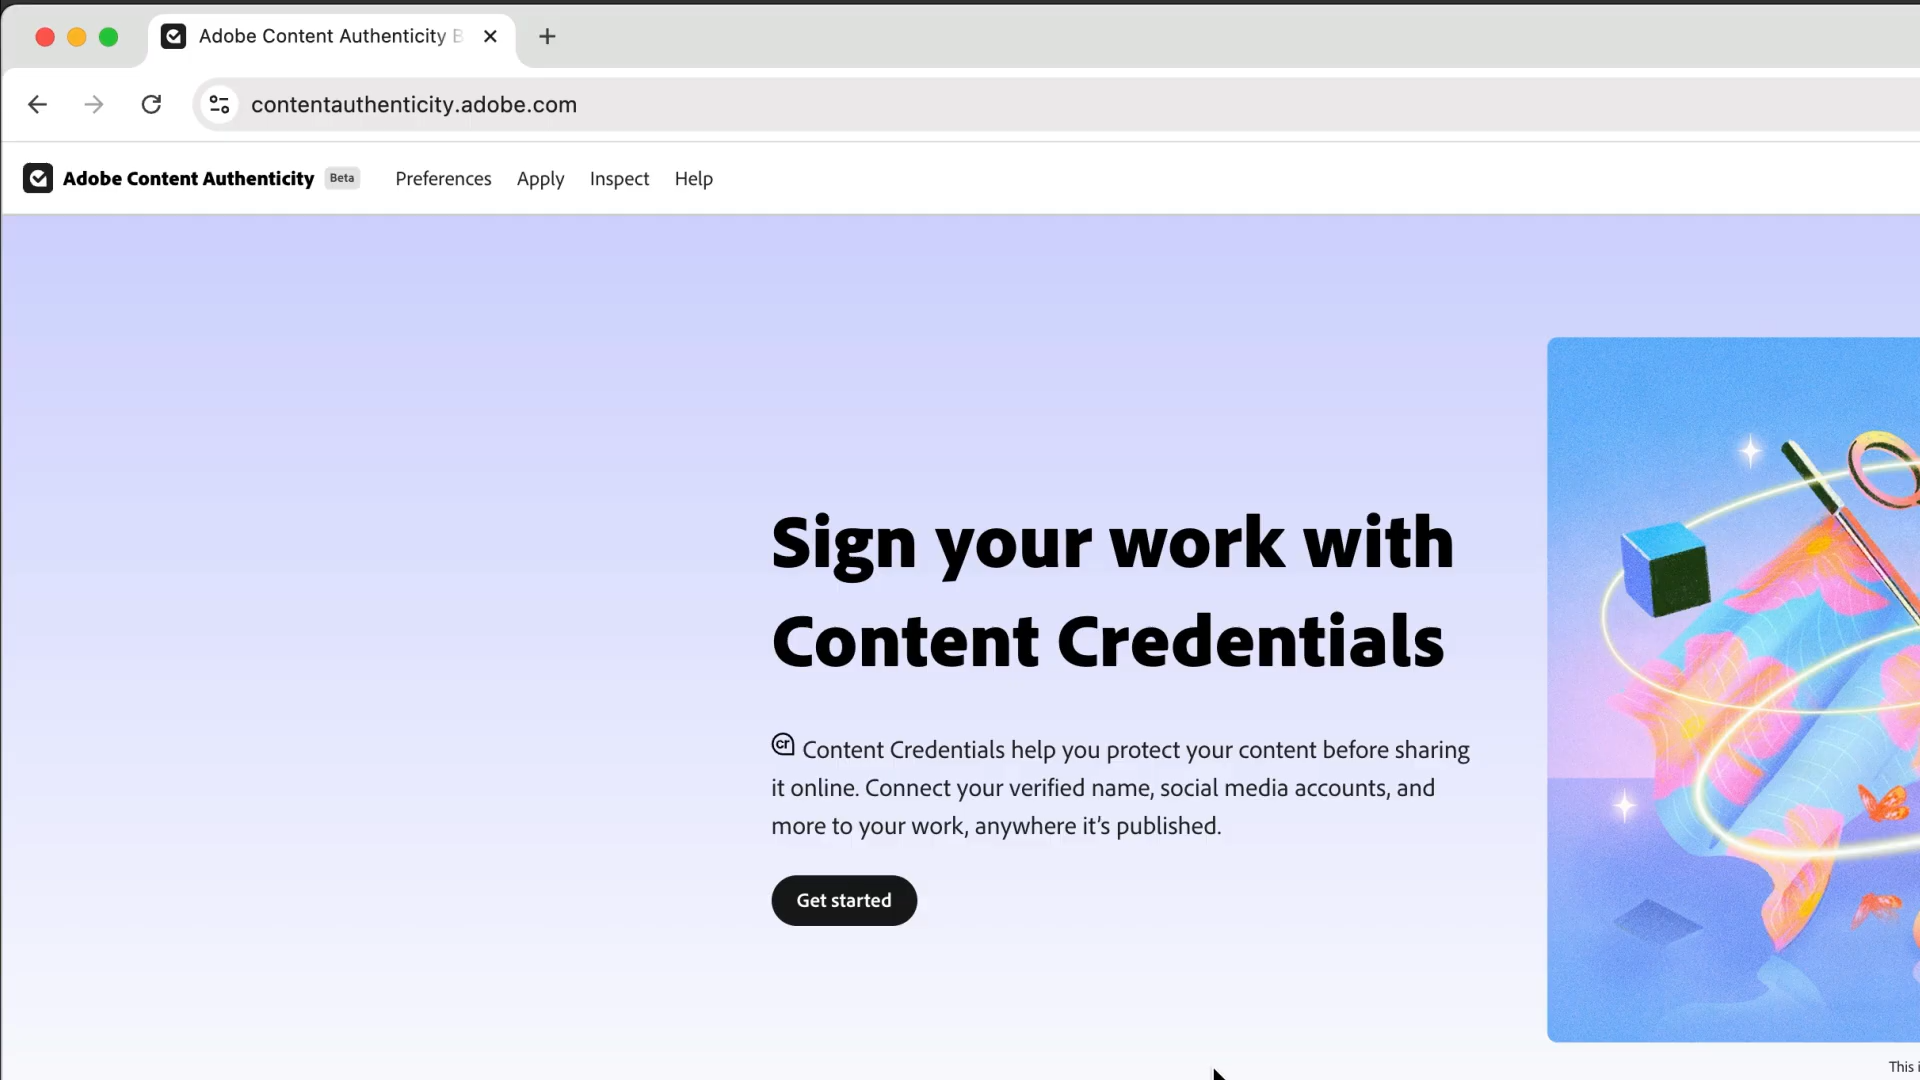 Adobe Content Authenticity B
contentauthenticity.adobe.com
Adobe Content Authenticity Beta Preferences Apply Inspect Help
Sign your work with
Content Credentials
cr Content Credentials help you protect your content before sharing
it online. Connect your verified name, social media accounts, and
more to your work, anywhere it’s published.
Get started
This